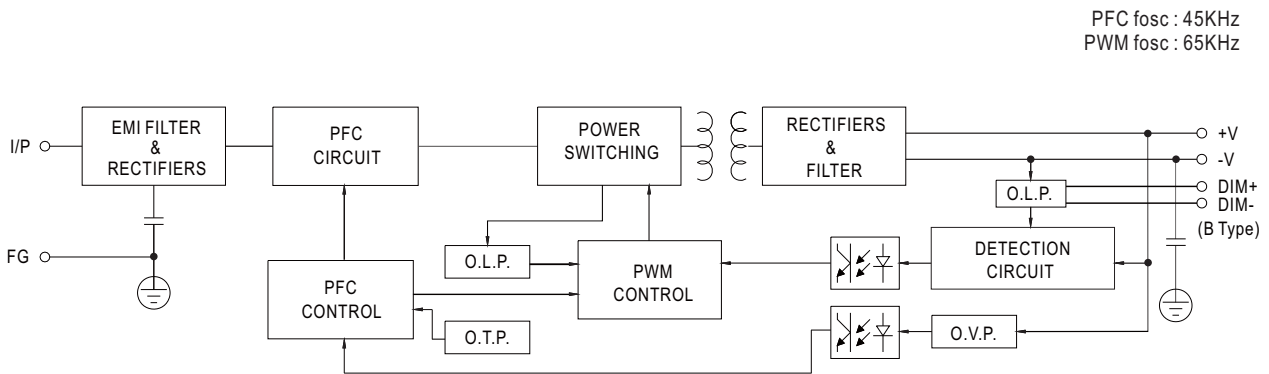 PFC fosc : 45KHz
PWM fosc : 65KHz
I/P
EMI FILTER
&
RECTIFIERS
PFC
CIRCUIT
POWER
SWITCHING
RECTIFIERS
&
FILTER
+V
-V
O.L.P.
DIM+
DIM-
(B Type)
FG
O.L.P.
PFC
CONTROL
PWM
CONTROL
DETECTION
CIRCUIT
O.T.P.
O.V.P.